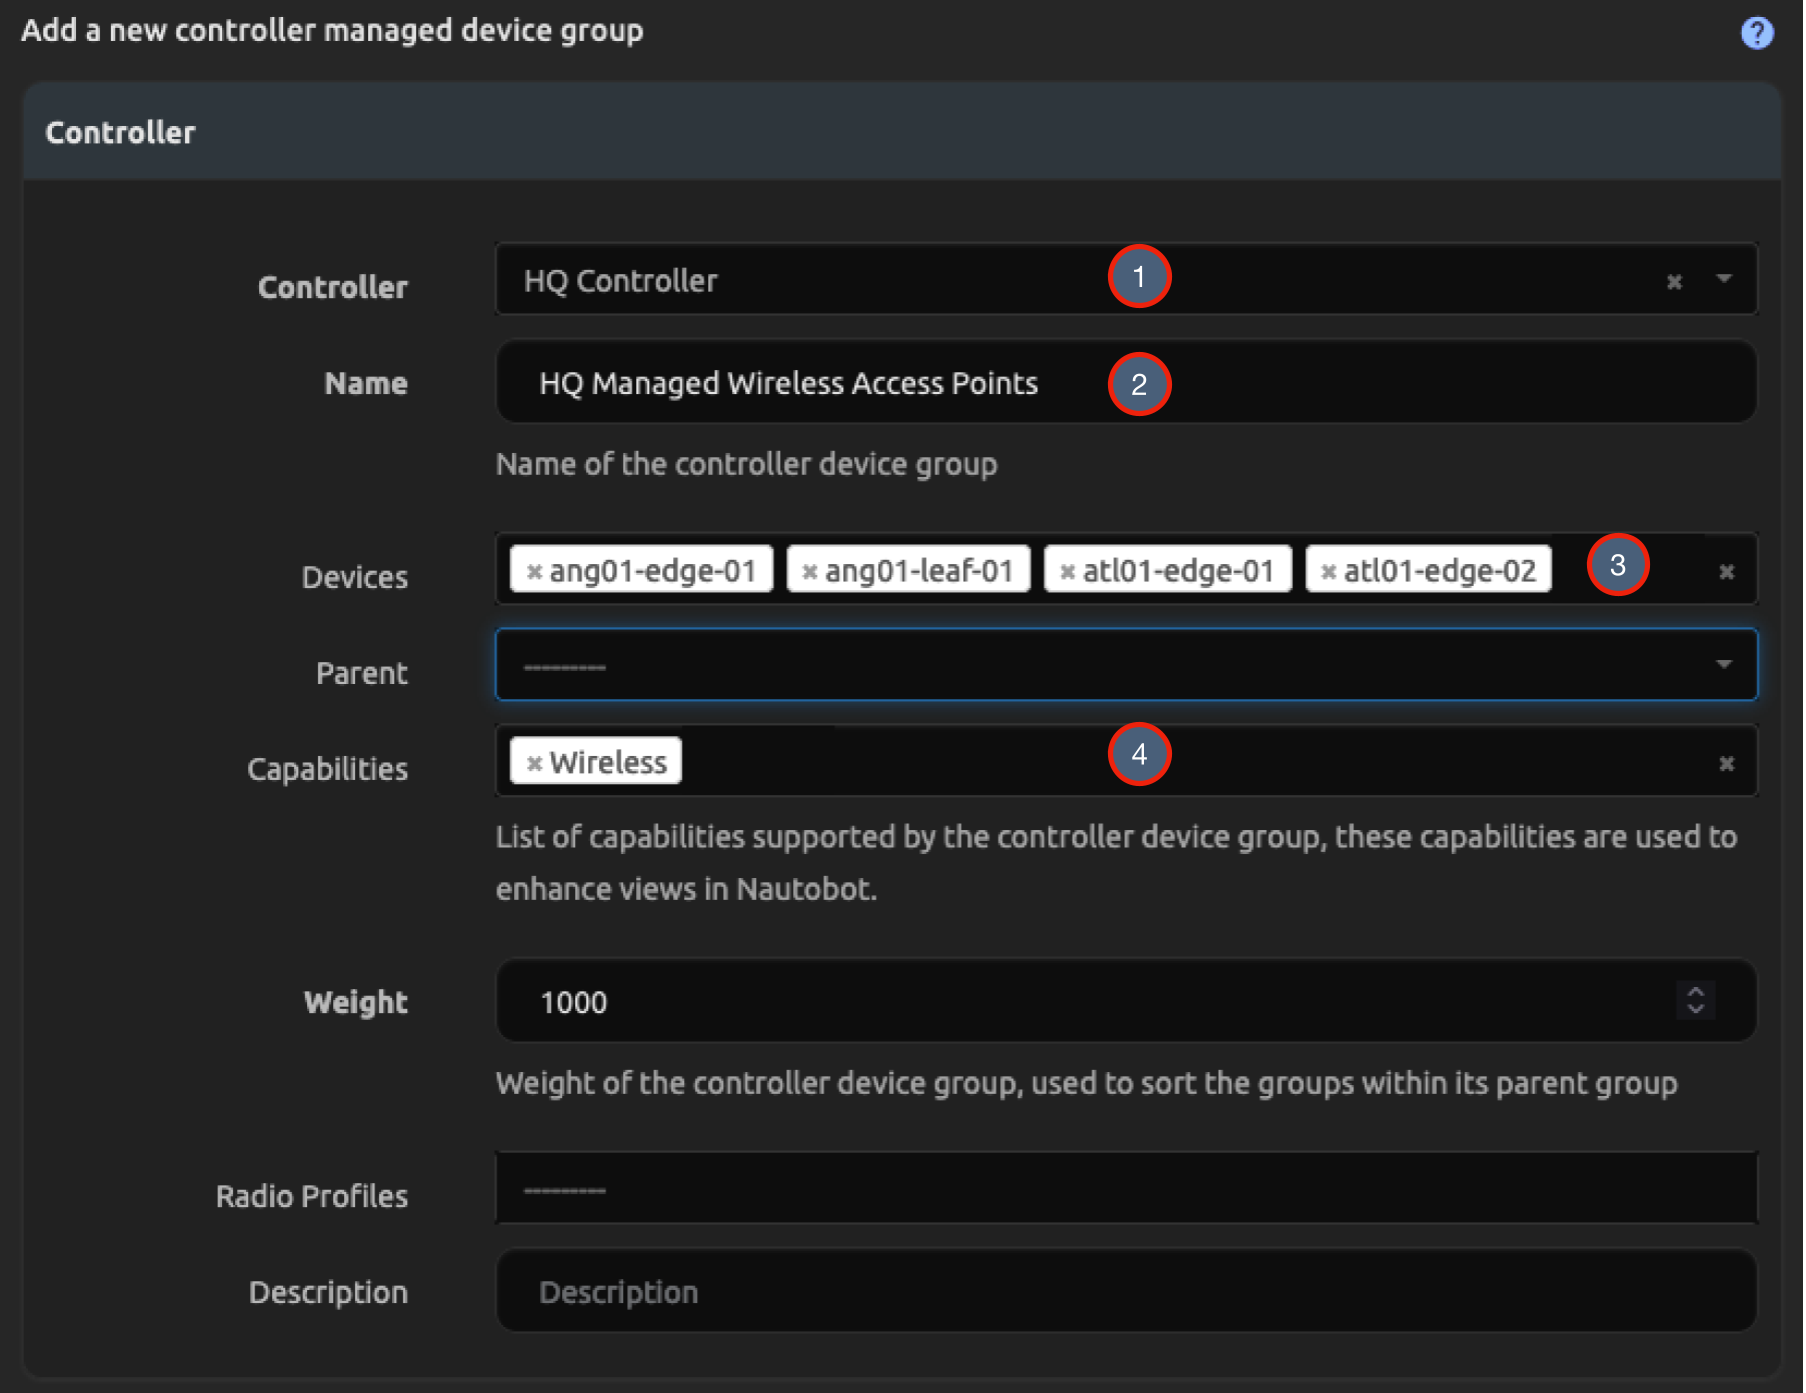 Add a new controller managed device group
?
Controller
Controller HQ Controller × 1
Name HQ Managed Wireless Access Points 2
Name of the controller device group
Devices × ang01-edge-01 × ang01-leaf-01 × atl01-edge-01 × atl01-edge-02 3 ×
Parent ---------
Capabilities × Wireless 4 ×
List of capabilities supported by the controller device group, these capabilities are used to
enhance views in Nautobot.
Weight 1000
Weight of the controller device group, used to sort the groups within its parent group
Radio Profiles ---------
Description Description